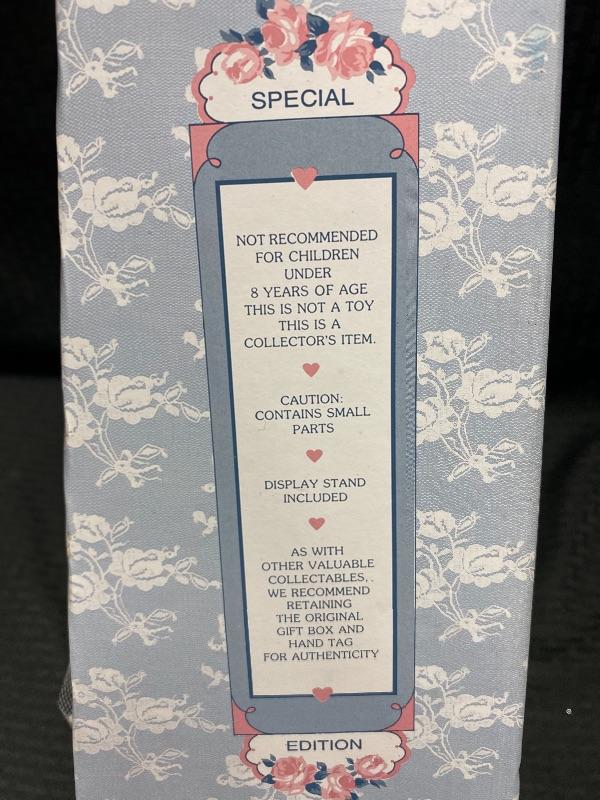 SPECIAL
NOT RECOMMENDED
FOR CHILDREN
UNDER
8 YEARS OF AGE
THIS IS NOT A TOY
THIS IS A
COLLECTOR'S ITEM.
CAUTION:
CONTAINS SMALL
PARTS
DISPLAY STAND
INCLUDED
AS WITH
OTHER VALUABLE
COLLECTABLES, .
WE RECOMMEND
RETAINING
THE ORIGINAL
GIFT BOX AND
HAND TAG
FOR AUTHENTICITY
EDITION